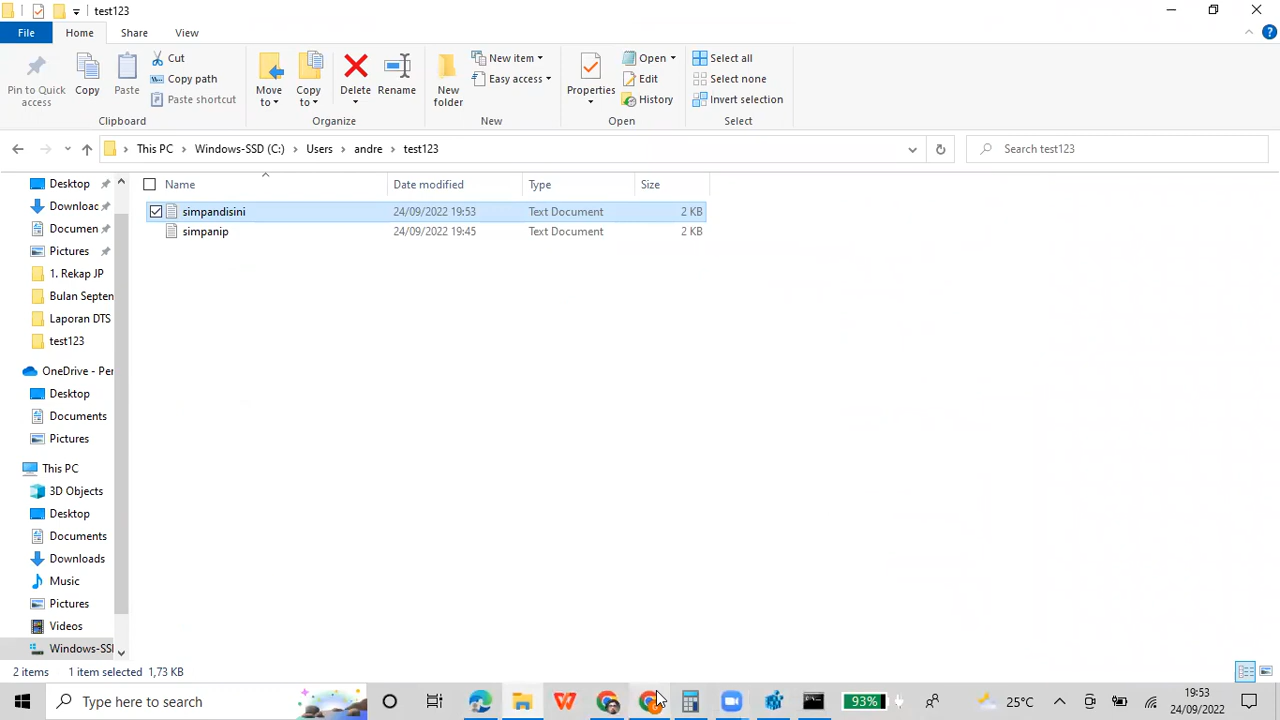 test123
File
Home
Share
View
Pin to Quick access
Copy
Paste
Cut
Copy path
Paste shortcut
Clipboard
Move to
Copy to
Delete
Rename
Organize
New folder
New item
Easy access
New
Properties
Open
Edit
History
Open
Select all
Select none
Invert selection
Select
This PC
Windows-SSD (C:)
Users
andre
test123
Search test123
Name
Date modified
Type
Size
simpandisini 24/09/2022 19:53 Text Document 2 KB
simpanip 24/09/2022 19:45 Text Document 2 KB
Desktop
Downloac
Documen
Pictures
1. Rekap JP
Bulan Septen
Laporan DTS
test123
OneDrive - Per
Desktop
Documents
Pictures
This PC
3D Objects
Desktop
Documents
Downloads
Music
Pictures
Videos
Windows-SSI
2 items 1 item selected 1,73 KB
Type here to search
93%
25°C
19:53
24/09/2022